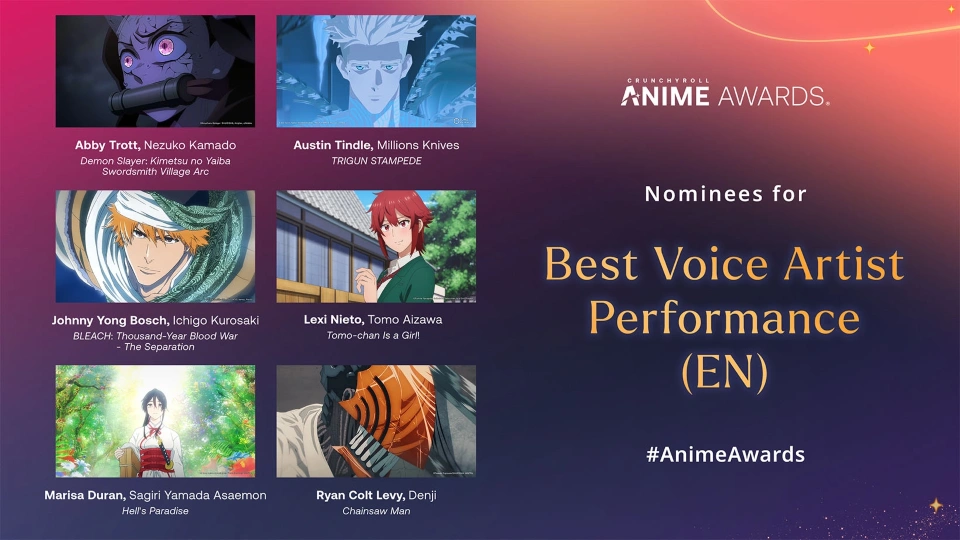 Abby Trott, Nezuko Kamado
Demon Slayer: Kimetsu no Yaiba
Swordsmith Village Arc
Austin Tindle, Millions Knives
TRIGUN STAMPEDE
Johnny Yong Bosch, Ichigo Kurosaki
BLEACH: Thousand-Year Blood War
- The Separation
Lexi Nieto, Tomo Aizawa
Tomo-chan Is a Girl!
Marisa Duran, Sagiri Yamada Asaemon
Hell's Paradise
Ryan Colt Levy, Denji
Chainsaw Man
CRUNCHYROLL
ANIME AWARDS®
Nominees for
Best Voice Artist
Performance
(EN)
#AnimeAwards